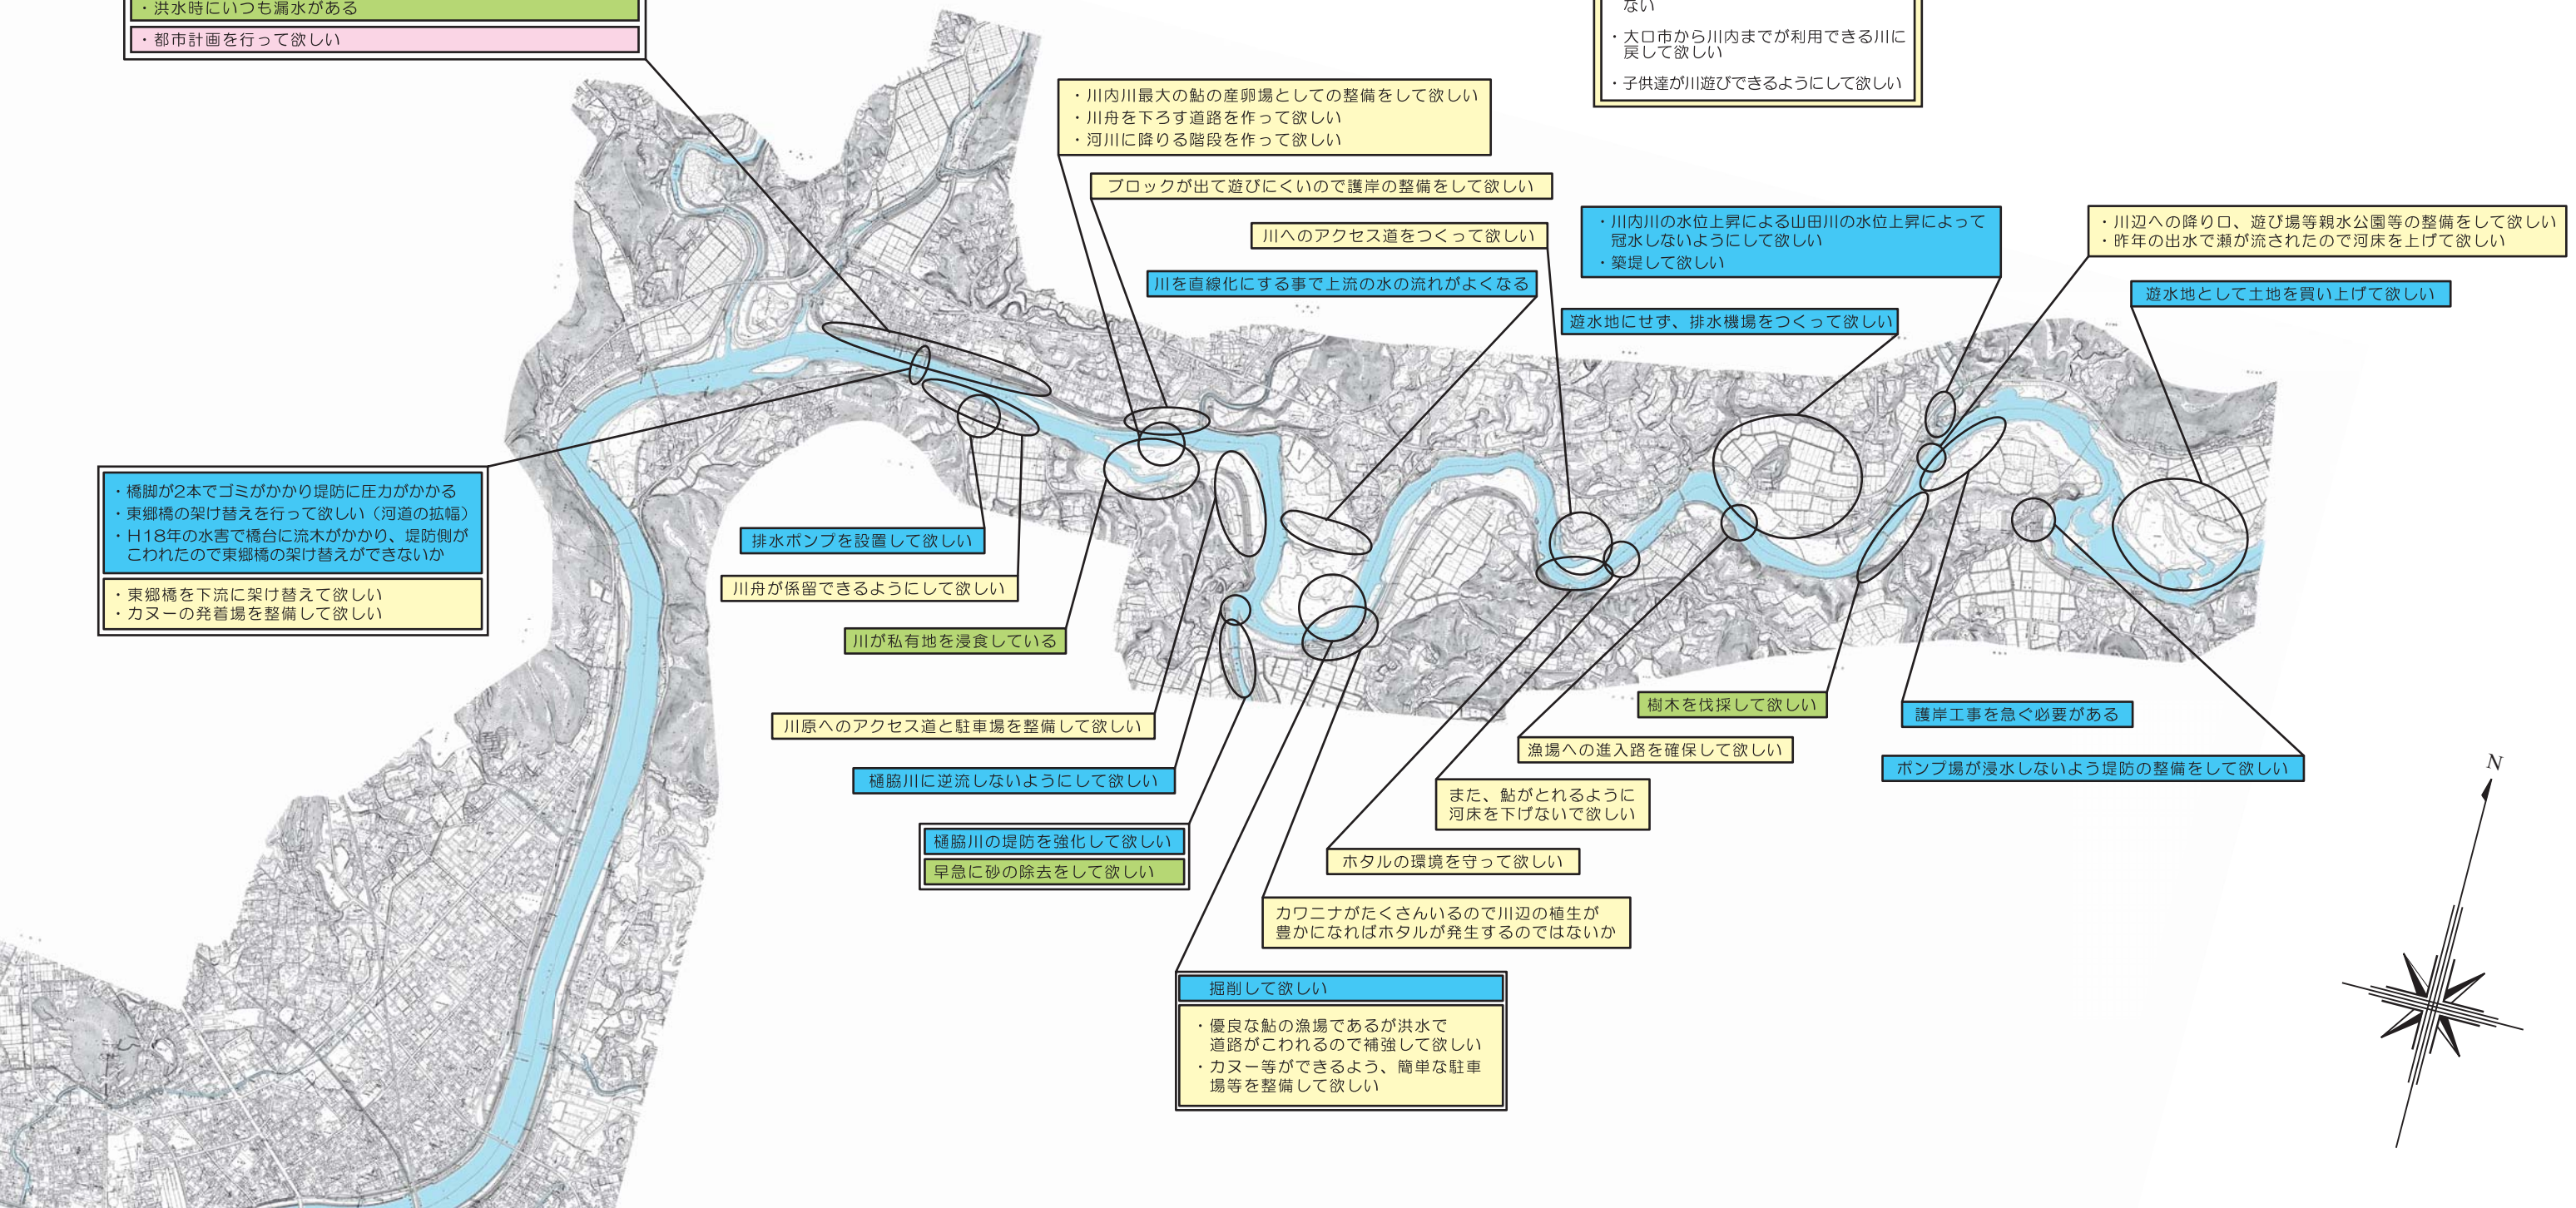 ・洪水時にいつも漏水がある
・都市計画を行って欲しい
ない
・大口市から川内までが利用できる川に
戻して欲しい
・子供達が川遊びできるようにして欲しい
・川内川最大の鮎の産卵場としての整備をして欲しい
・川舟を下ろす道路を作って欲しい
・河川に降りる階段を作って欲しい
ブロックが出て遊びにくいので護岸の整備をして欲しい
川へのアクセス道をつくって欲しい
川を直線化にする事で上流の水の流れがよくなる
・川内川の水位上昇による山田川の水位上昇によって
冠水しないようにして欲しい
・築堤して欲しい
遊水地にせず、排水機場をつくって欲しい
・川辺への降り口、遊び場等親水公園等の整備をして欲しい
・昨年の出水で瀬が流されたので河床を上げて欲しい
遊水地として土地を買い上げて欲しい
・橋脚が2本でゴミがかかり堤防に圧力がかかる
・東郷橋の架け替えを行って欲しい（河道の拡幅）
・H18年の水害で橋台に流木がかかり、堤防側が
こわれたので東郷橋の架け替えができないか
・東郷橋を下流に架け替えて欲しい
・カヌーの発着場を整備して欲しい
排水ポンプを設置して欲しい
川舟が係留できるようにして欲しい
川が私有地を浸食している
川原へのアクセス道と駐車場を整備して欲しい
樋脇川に逆流しないようにして欲しい
樋脇川の堤防を強化して欲しい
早急に砂の除去をして欲しい
樹木を伐採して欲しい
護岸工事を急ぐ必要がある
漁場への進入路を確保して欲しい
ポンプ場が浸水しないよう堤防の整備をして欲しい
また、鮎がとれるように
河床を下げないで欲しい
ホタルの環境を守って欲しい
カワニナがたくさんいるので川辺の植生が
豊かになればホタルが発生するのではないか
掘削して欲しい
・優良な鮎の漁場であるが洪水で
道路がこわれるので補強して欲しい
・カヌー等ができるよう、簡単な駐車
場等を整備して欲しい
N